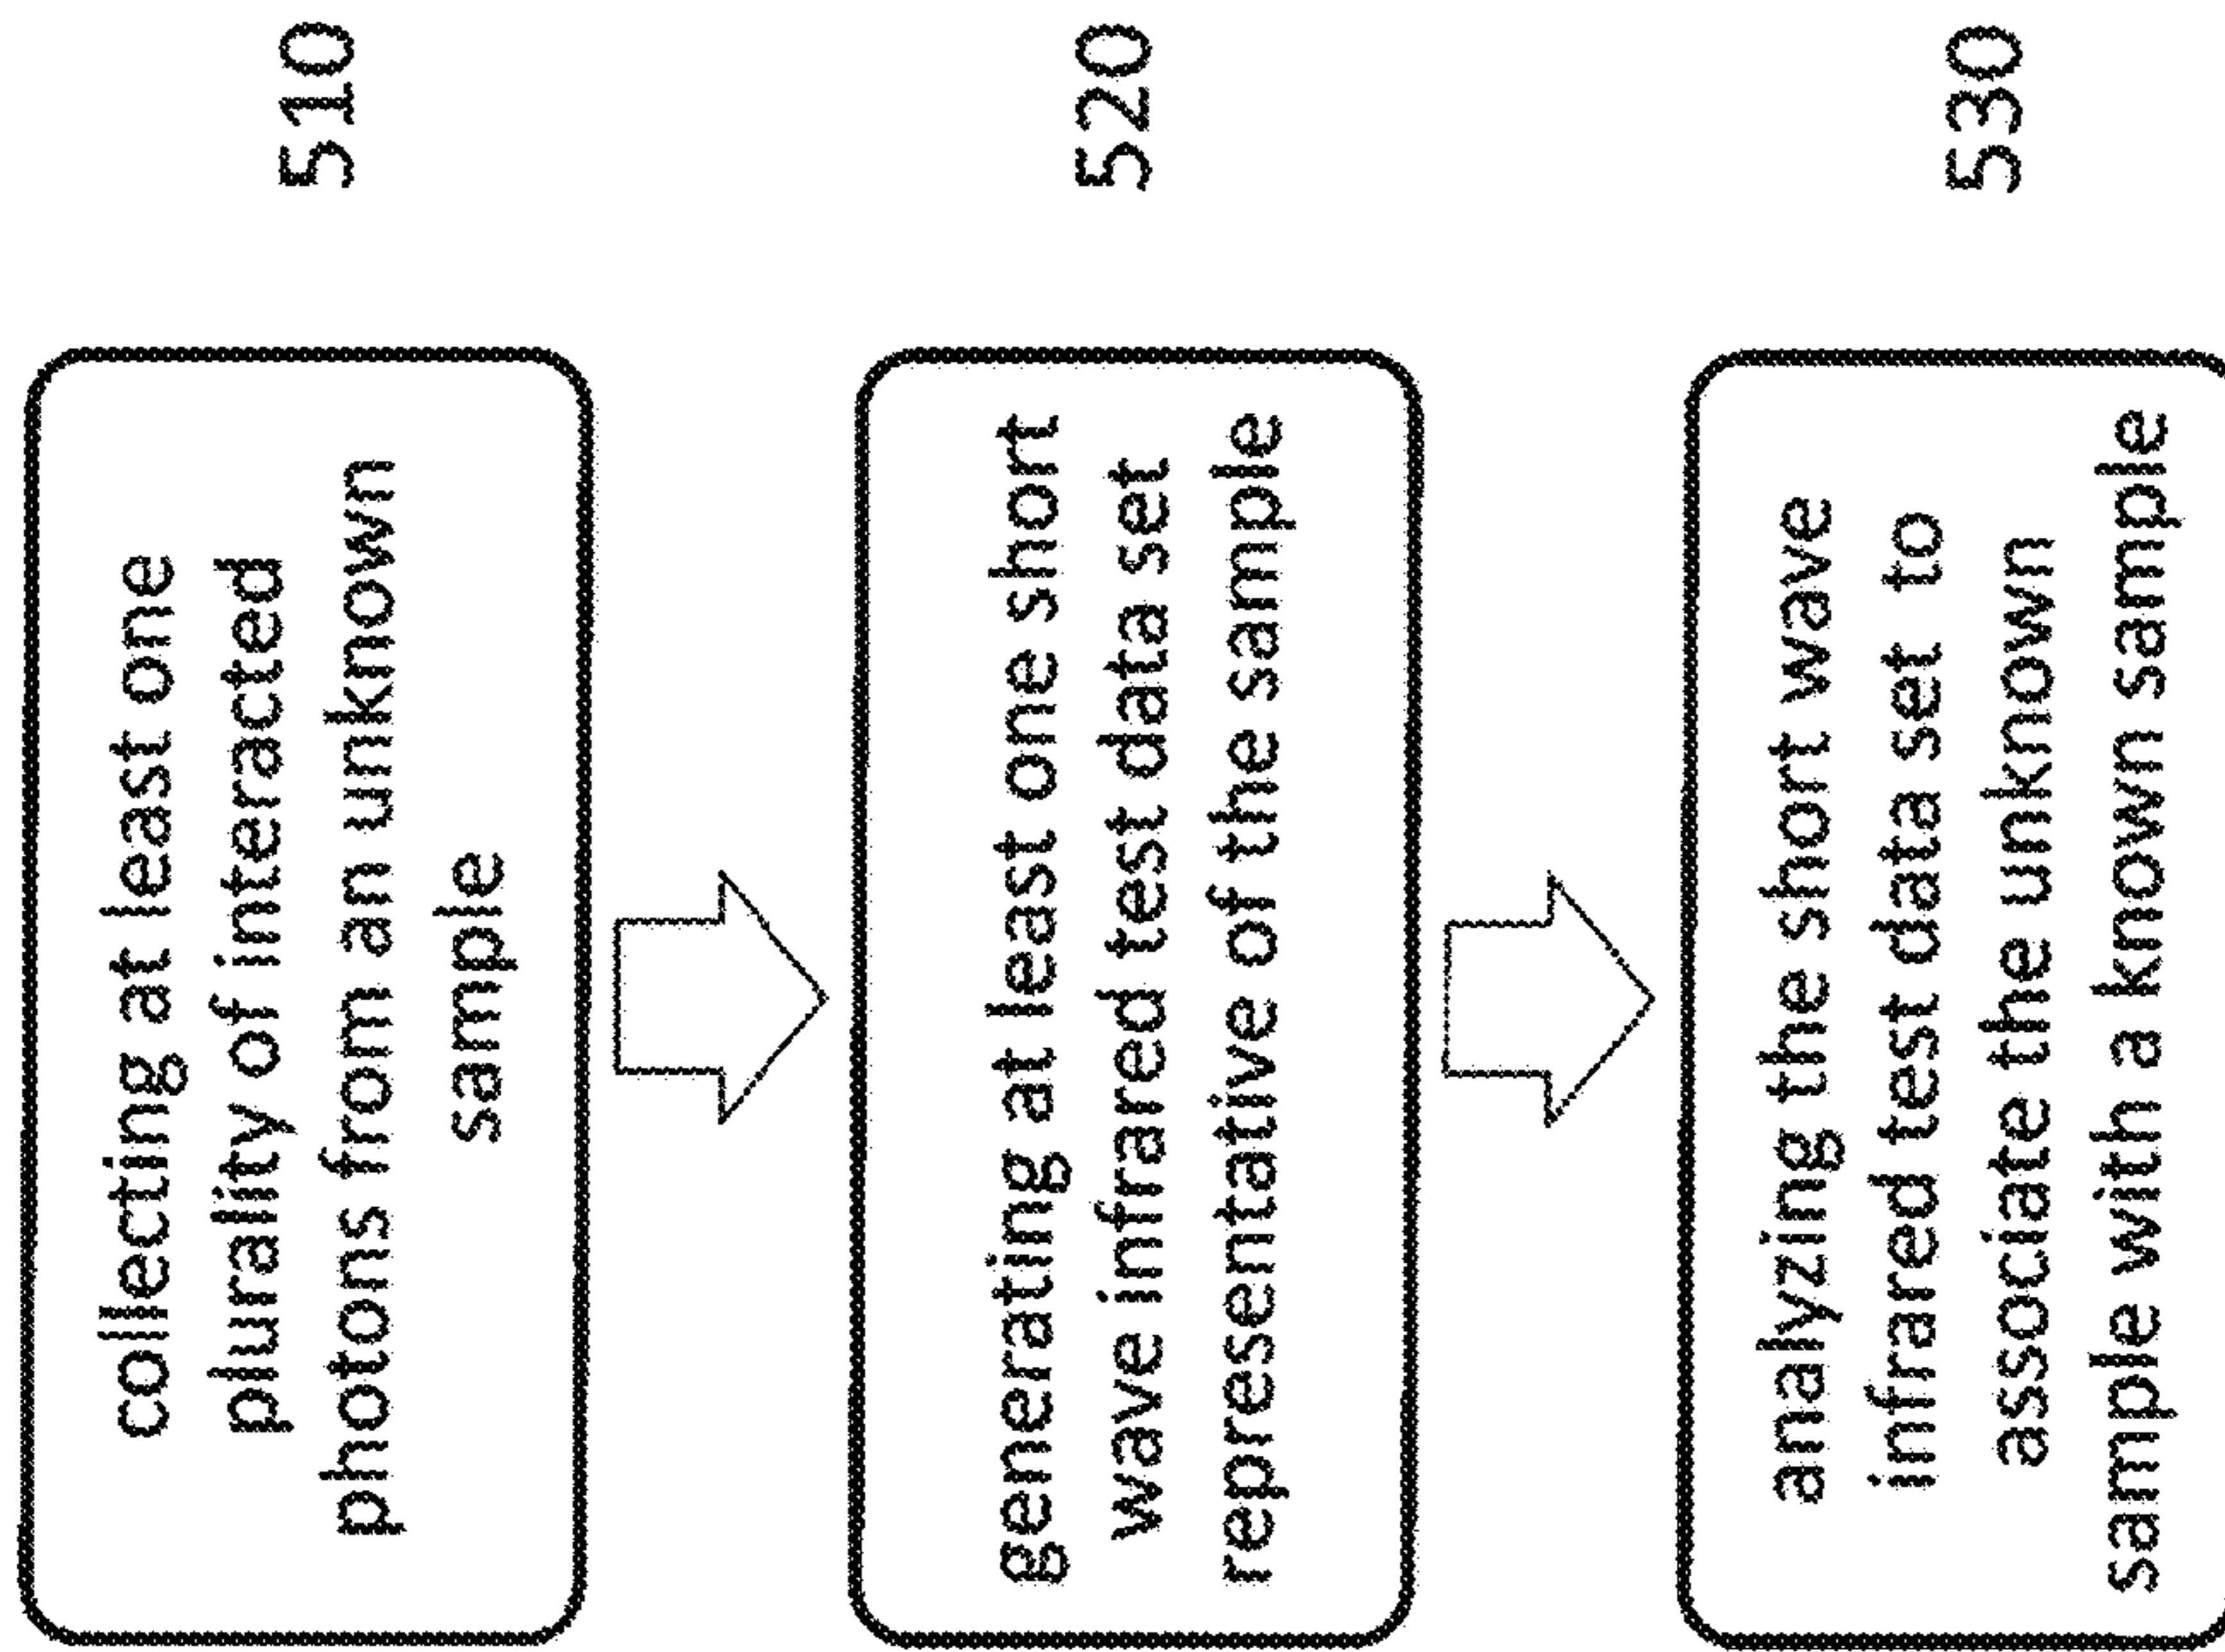 collecting at least one
plurality of interacted
photons from an unknown
sample
510
generating at least one short
wave infrared test data set
representative of the sample
520
analyzing the short wave
infrared test data set to
associate the unknown
sample with a known sample
530